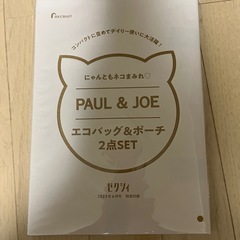 RECRUIT
コンパクトに畳めてデイリー使いに大活躍！
にゃんともネコまみれ♡
PAUL & JOE
エコバッグ&ポーチ
2点SET
ゼクシィ